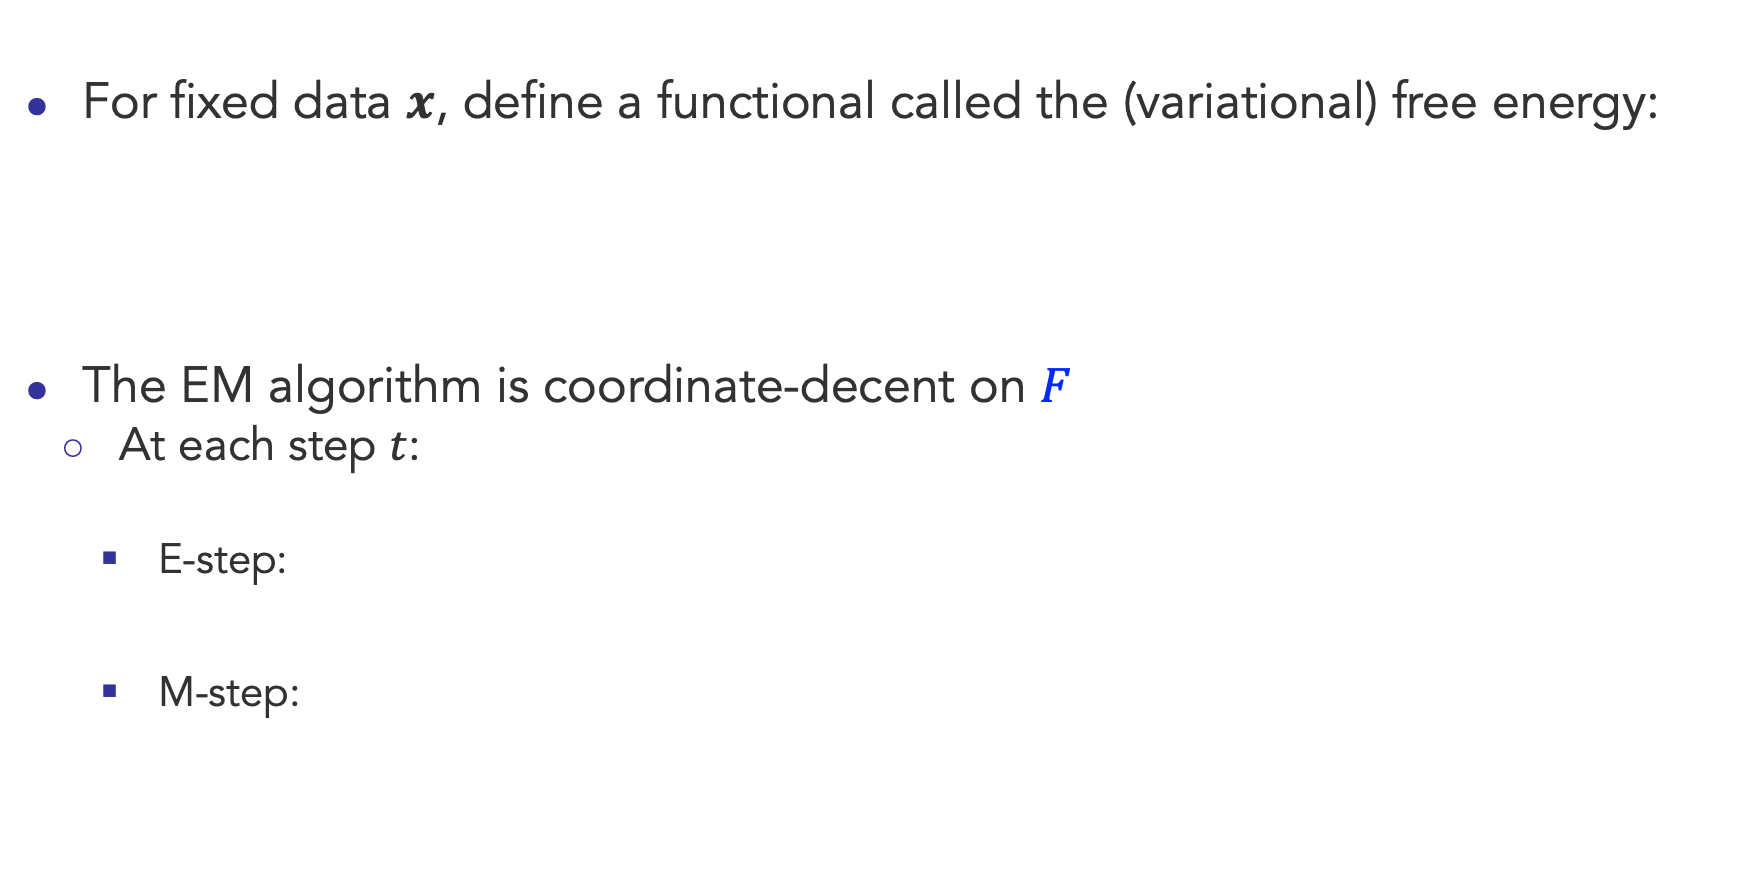 • For fixed data x, define a functional called the (variational) free energy:
• The EM algorithm is coordinate-decent on F
○ At each step t:
▪ E-step:
▪ M-step: